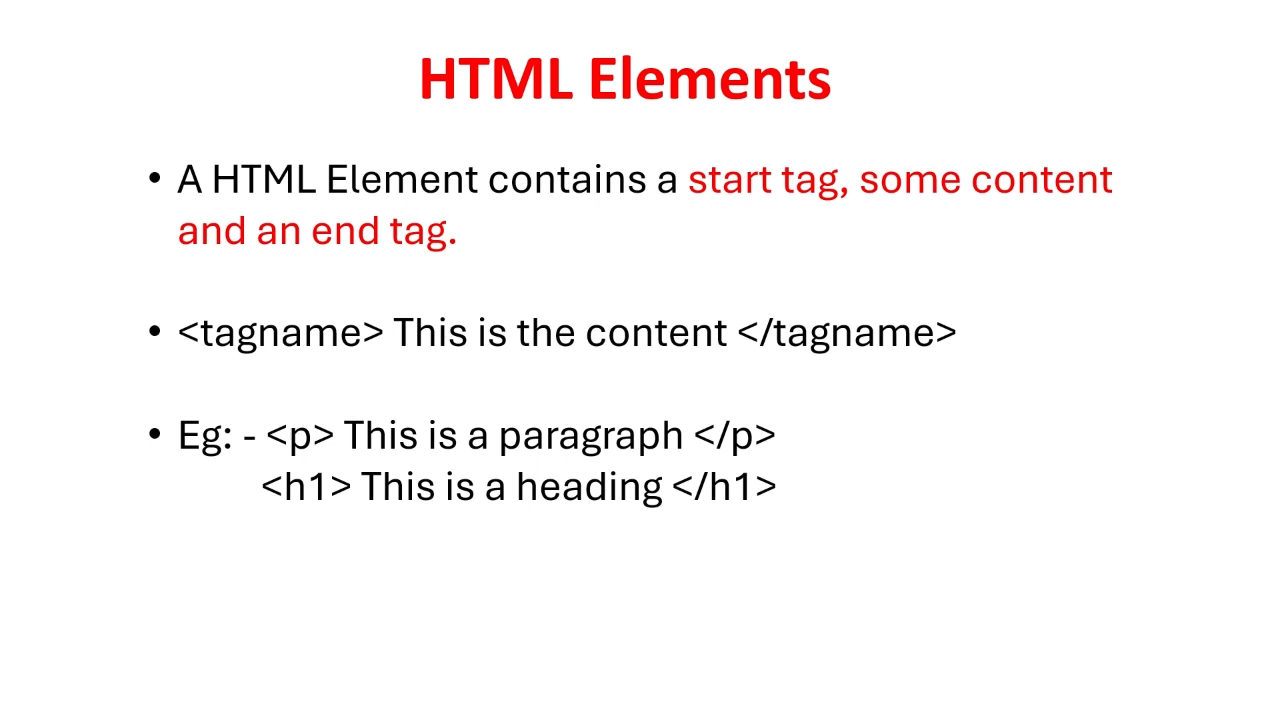 HTML Elements
• A HTML Element contains a start tag, some content
and an end tag.
• <tagname> This is the content </tagname>
• Eg: - <p> This is a paragraph </p>
<h1> This is a heading </h1>